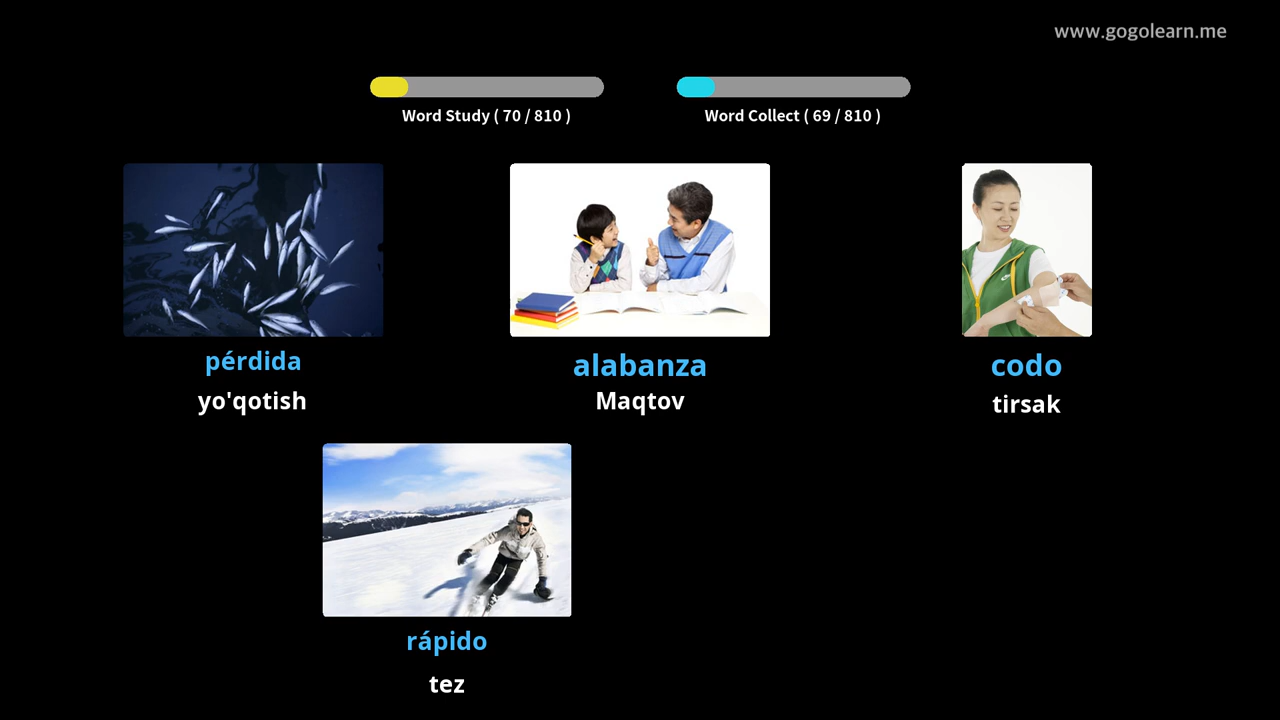 www.gogolearn.me
Word Study ( 70 / 810 )
Word Collect ( 69 / 810 )
pérdida
yo'qotish
alabanza
Maqtov
codo
tirsak
rápido
tez